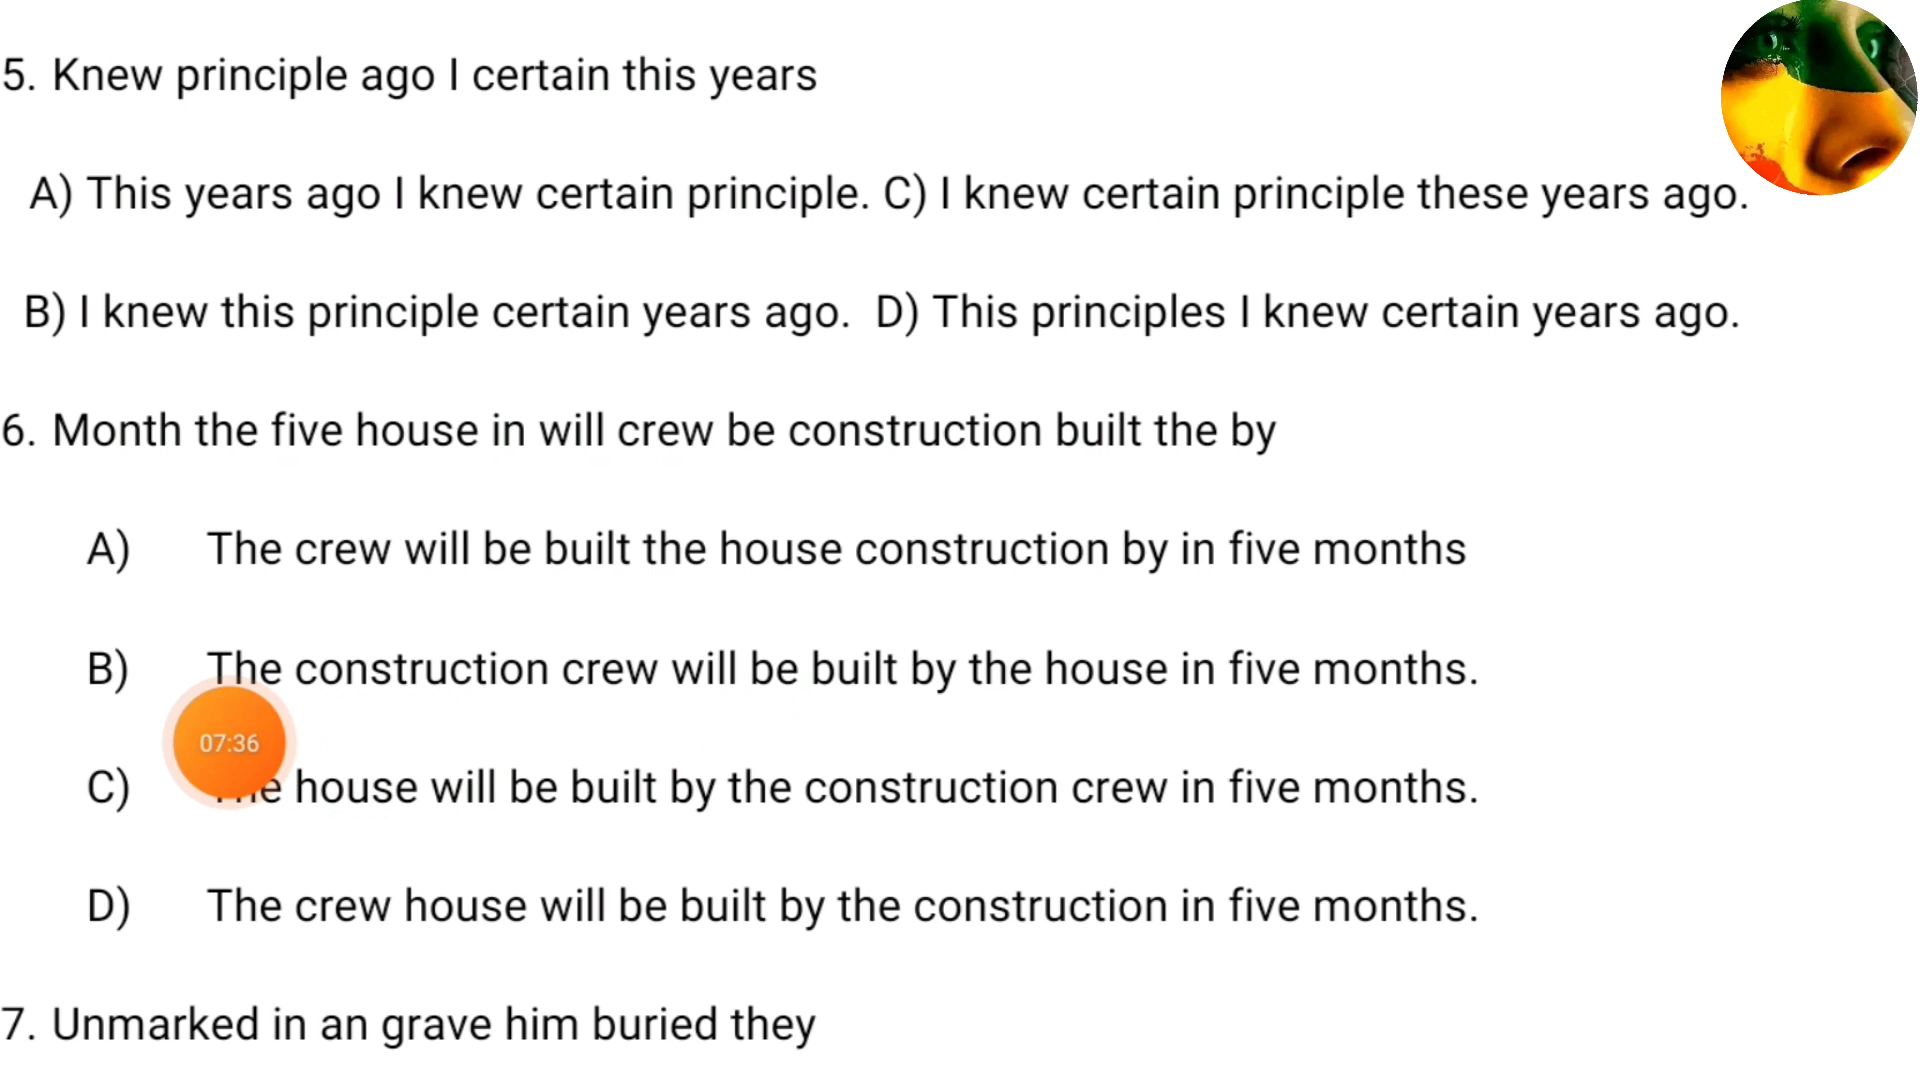 5. Knew principle ago I certain this years
A) This years ago I knew certain principle. C) I knew certain principle these years ago.
B) I knew this principle certain years ago. D) This principles I knew certain years ago.
6. Month the five house in will crew be construction built the by
A) The crew will be built the house construction by in five months
B) The construction crew will be built by the house in five months.
07:36
C) house will be built by the construction crew in five months.
D) The crew house will be built by the construction in five months.
7. Unmarked in an grave him buried they